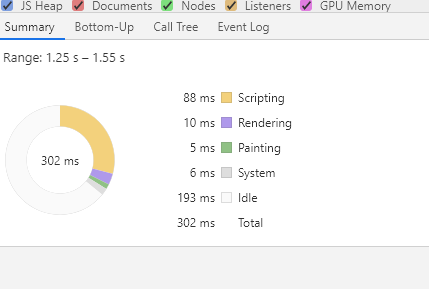 JS Heap Documents Nodes Listeners GPU Memory
Summary Bottom-Up Call Tree Event Log
Range: 1.25 s – 1.55 s
88 ms Scripting
10 ms Rendering
5 ms Painting
302 ms
6 ms System
193 ms Idle
302 ms Total